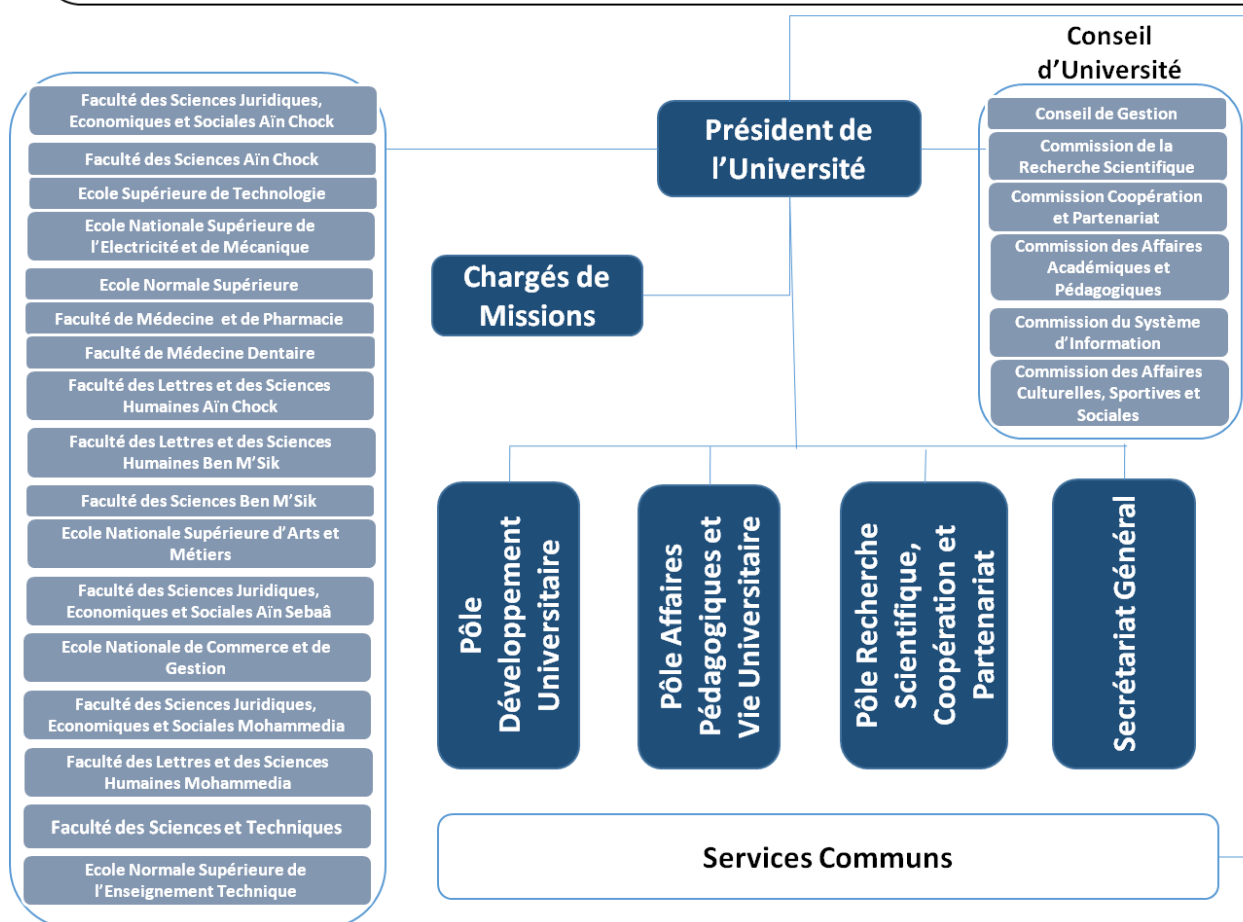 Faculté des Sciences Juridiques,
Economiques et Sociales Aïn Chock
Faculté des Sciences Aïn Chock
Ecole Supérieure de Technologie
Ecole Nationale Supérieure de
l'Electricité et de Mécanique
Ecole Normale Supérieure
Faculté de Médecine et de Pharmacie
Faculté de Médecine Dentaire
Faculté des Lettres et des Sciences
Humaines Aïn Chock
Faculté des Lettres et des Sciences
Humaines Ben M'Sik
Faculté des Sciences Ben M'Sik
Ecole Nationale Supérieure d'Arts et
Métiers
Faculté des Sciences Juridiques,
Economiques et Sociales Aïn Sebaâ
Ecole Nationale de Commerce et de
Gestion
Faculté des Sciences Juridiques,
Economiques et Sociales Mohammedia
Faculté des Lettres et des Sciences
Humaines Mohammedia
Faculté des Sciences et Techniques
Ecole Normale Supérieure de
l'Enseignement Technique
Président de
l'Université
Chargés de
Missions
Conseil
d'Université
Conseil de Gestion
Commission de la
Recherche Scientifique
Commission Coopération
et Partenariat
Commission des Affaires
Académiques et
Pédagogiques
Commission du Système
d'Information
Commission des Affaires
Culturelles, Sportives et
Sociales
Pôle
Développement
Universitaire
Pôle Affaires
Pédagogiques et
Vie Universitaire
Pôle Recherche
Scientifique,
Coopération et
Partenariat
Secrétariat Général
Services Communs